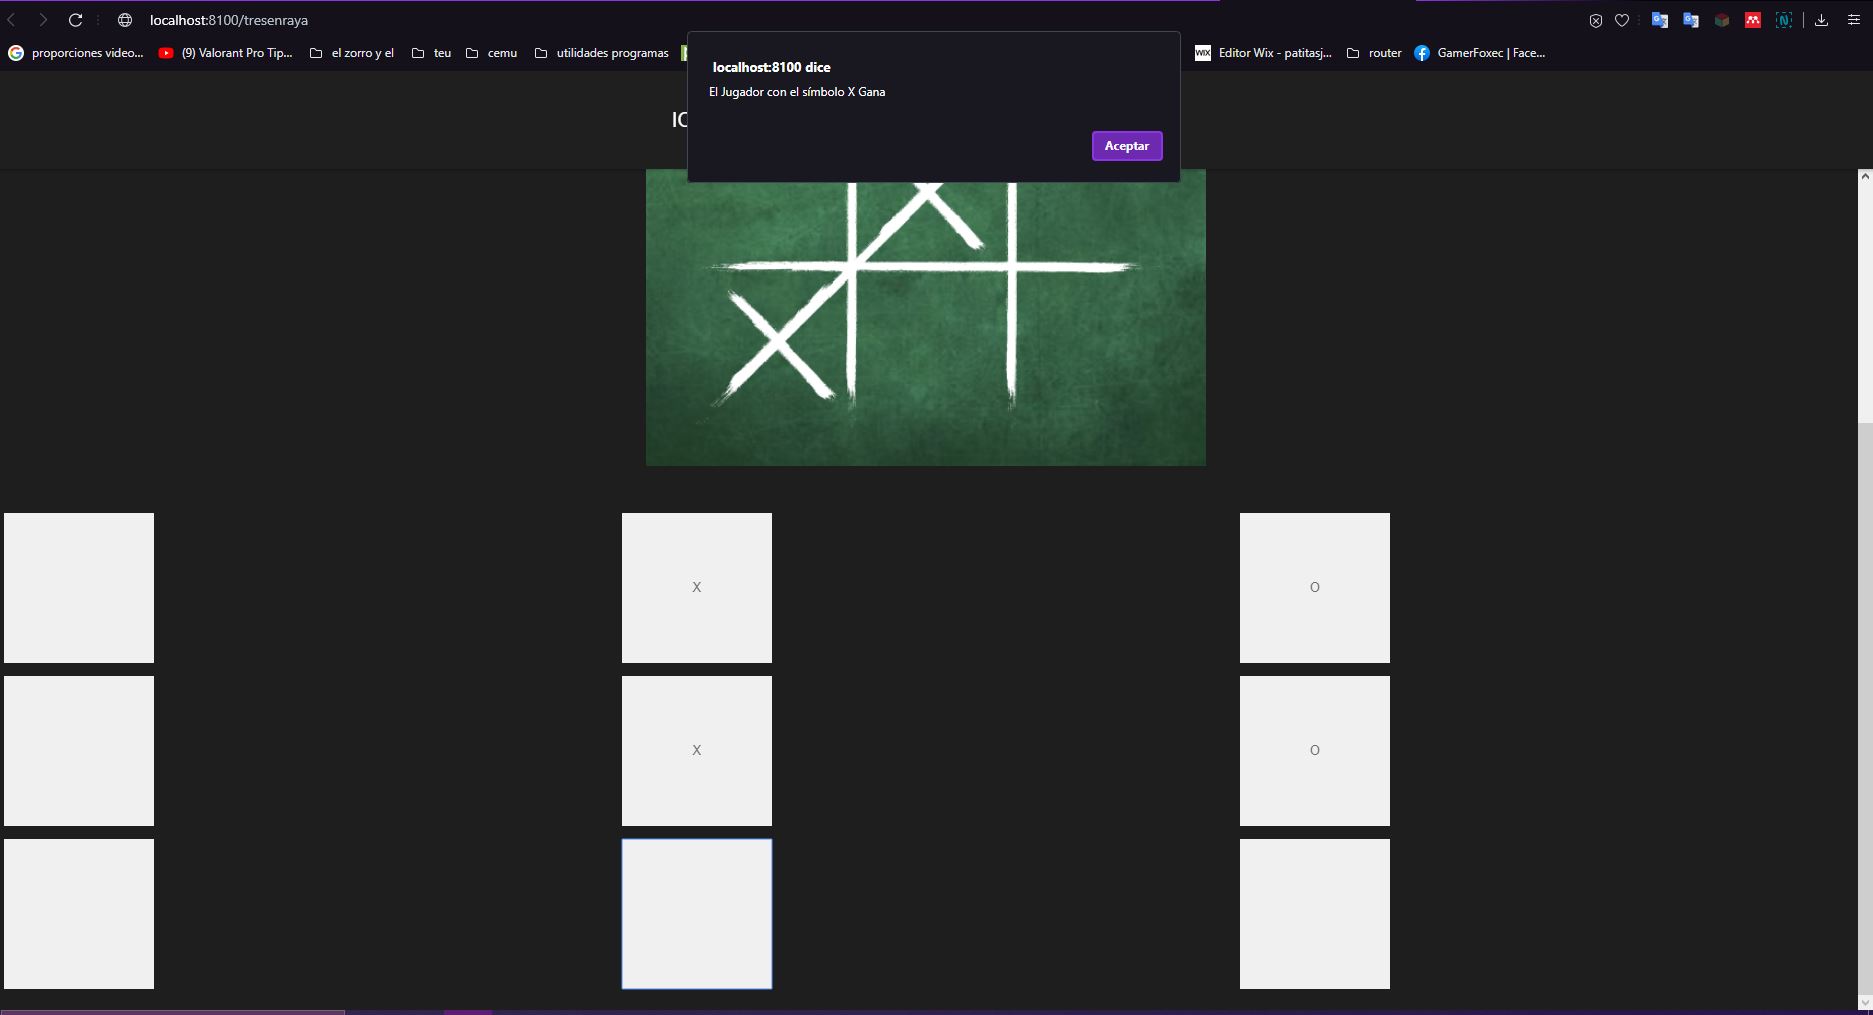 localhost:8100/tresenraya
proporciones video... (9) Valorant Pro Tip... el zorro y el teu cemu utilidades programas WIX Editor Wix - patitasj... router GamerFoxec | Face...
localhost:8100 dice
El Jugador con el símbolo X Gana
Aceptar
X O
X O